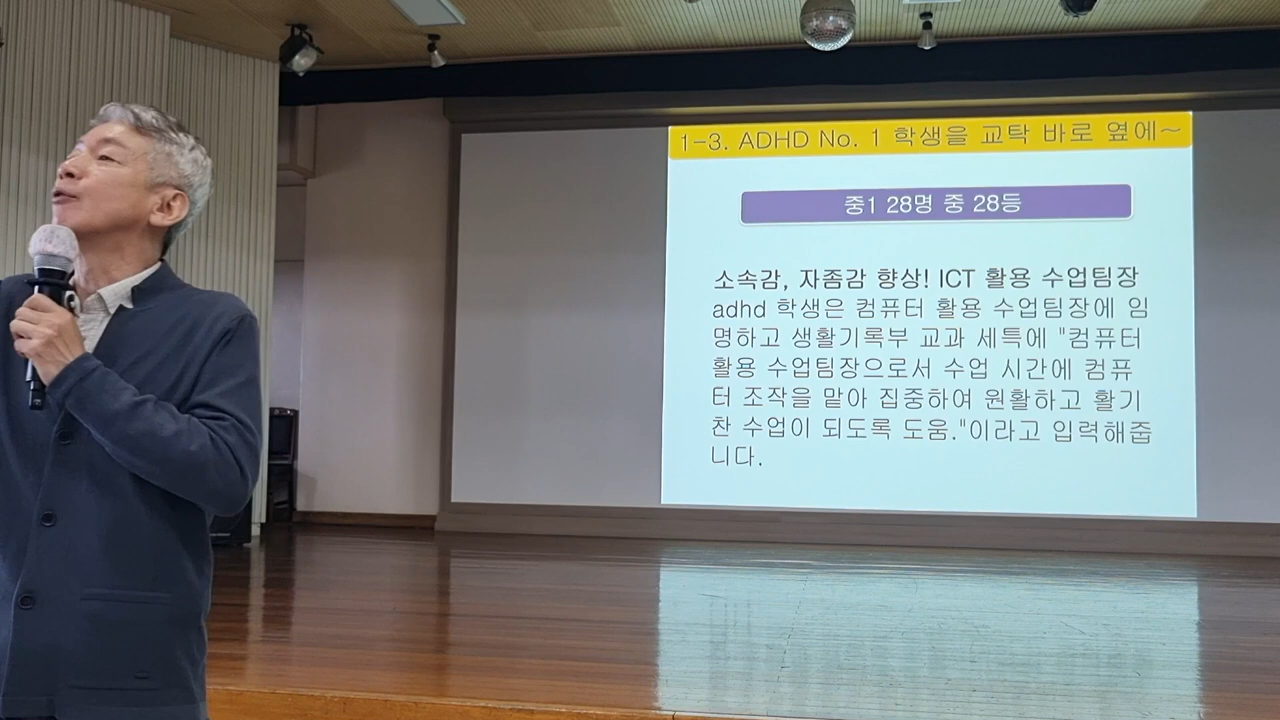 1-3. ADHD No. 1 학생을 교탁 바로 옆에~
중1 28명 중 28등
소속감, 자좀감 향상! ICT 활용 수업팀장
adhd 학생은 컴퓨터 활용 수업팀장에 임
명하고 생활기록부 교과 세특에 "컴퓨터
활용 수업팀장으로서 수업 시간에 컴퓨
터 조작을 맡아 집중하여 원활하고 활기
찬 수업이 되도록 도움."이라고 입력해줍
니다.